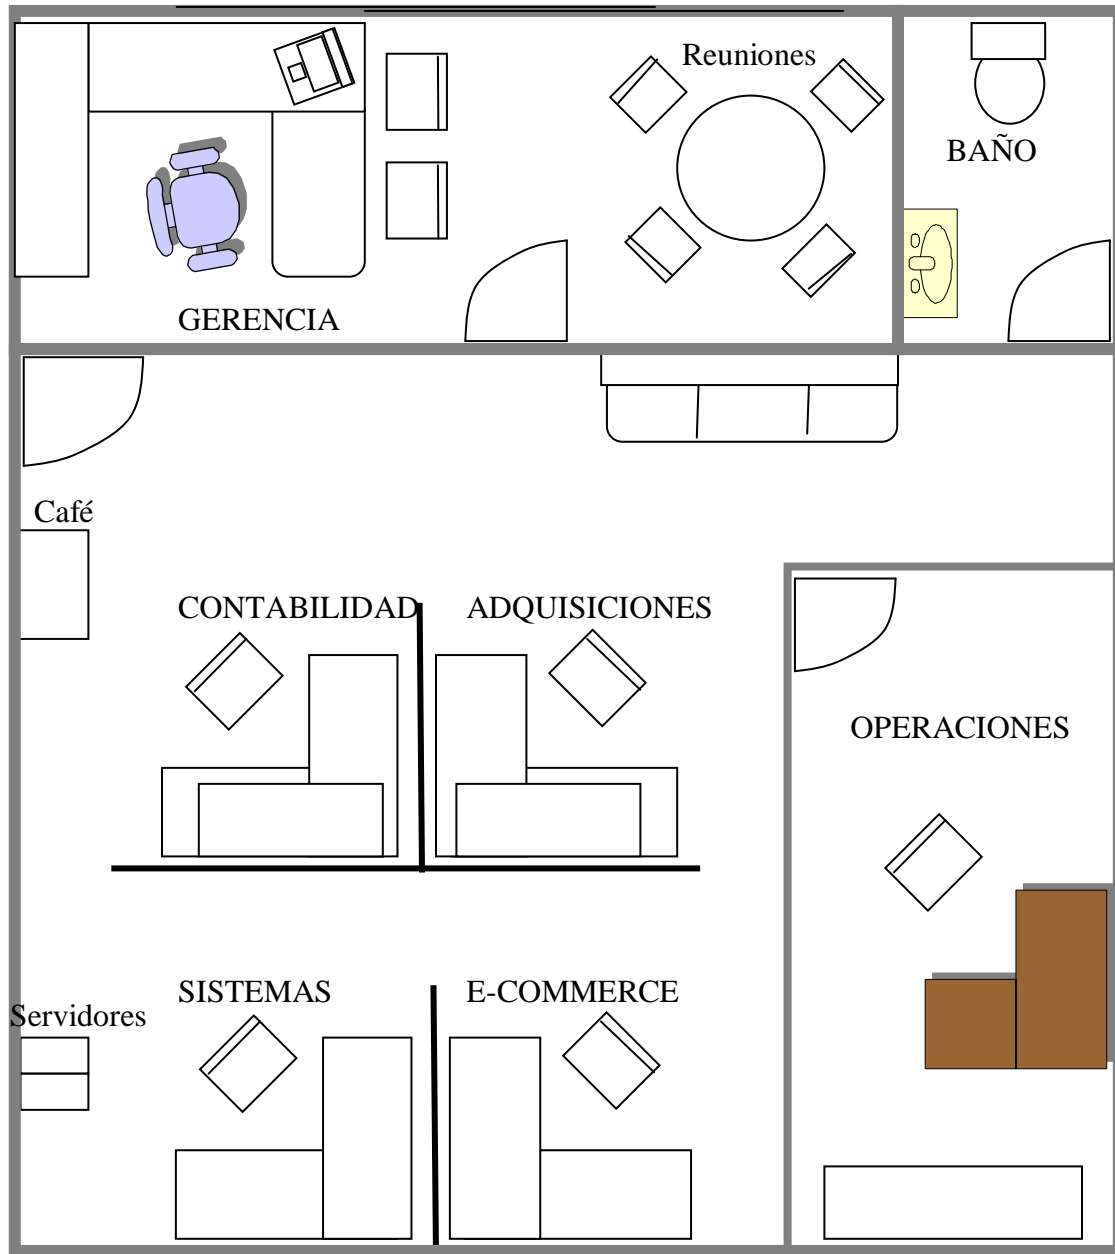 Reuniones
BAÑO
GERENCIA
Café
CONTABILIDAD
ADQUISICIONES
OPERACIONES
SISTEMAS
E-COMMERCE
Servidores